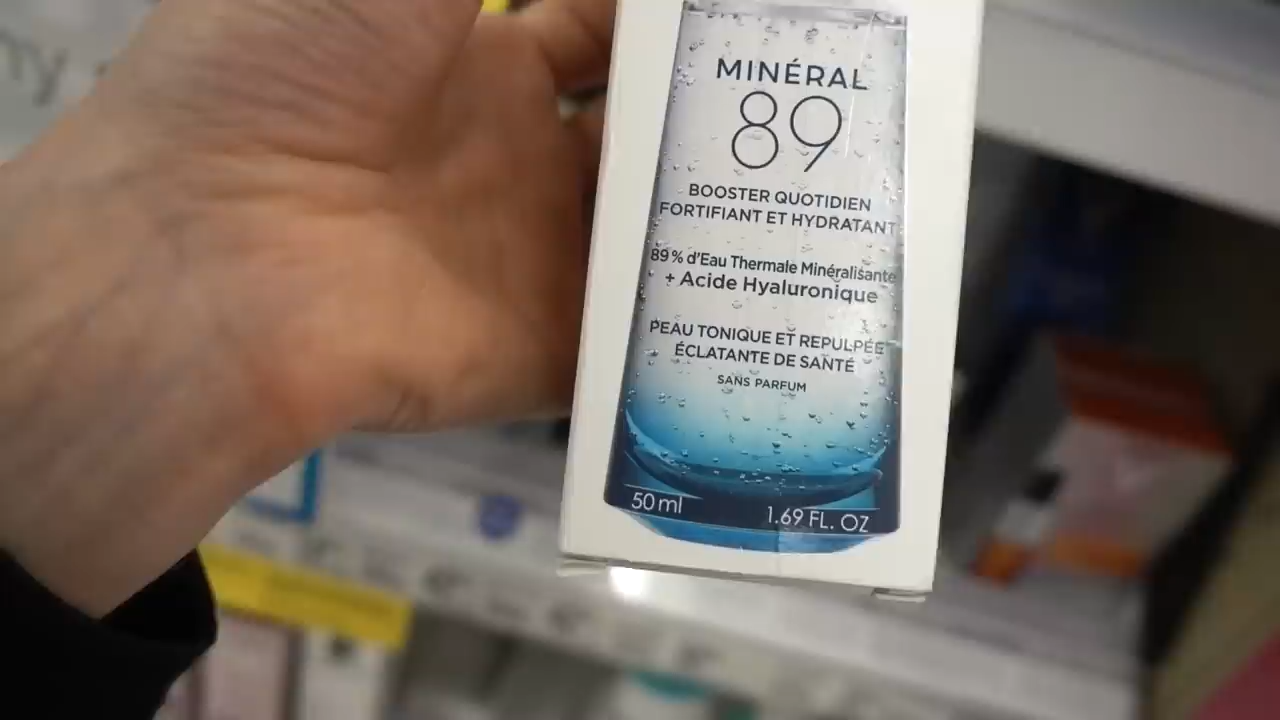 my
MINÉRAL
89
BOOSTER QUOTIDIEN
FORTIFIANT ET HYDRATANT
89 % d'Eau Thermale Minéralisante
+ Acide Hyaluronique
PEAU TONIQUE ET REPULPÉE
ÉCLATANTE DE SANTÉ
SANS PARFUM
50 ml
1.69 FL. OZ